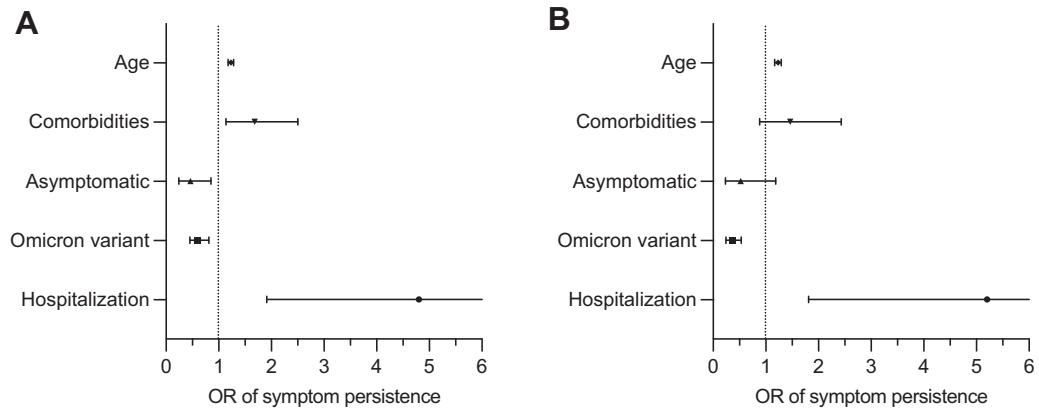 A
Age
Comorbidities
Asymptomatic
Omicron variant
Hospitalization
0 1 2 3 4 5 6
OR of symptom persistence
B
Age
Comorbidities
Asymptomatic
Omicron variant
Hospitalization
0 1 2 3 4 5 6
OR of symptom persistence